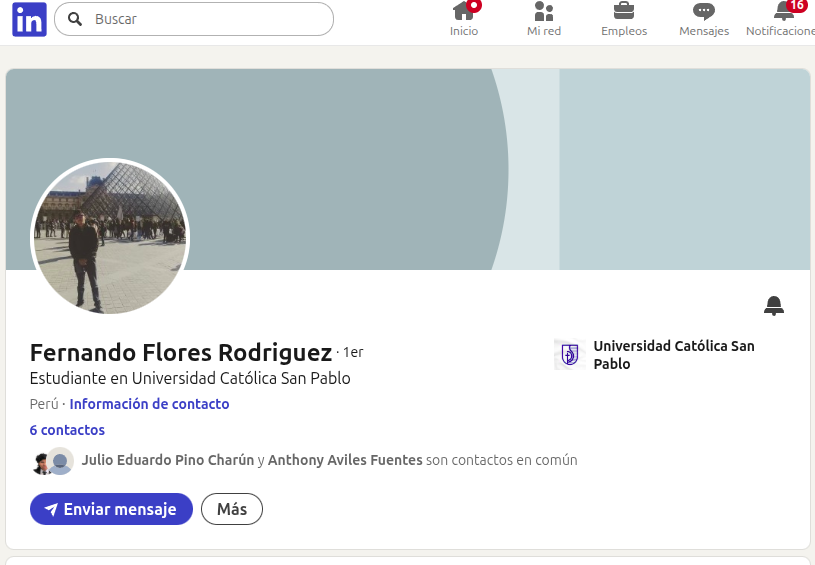 in
Buscar
Inicio
Mi red
Empleos
Mensajes
16
Notificacione
Fernando Flores Rodriguez · 1er
Estudiante en Universidad Católica San Pablo
Perú · Información de contacto
6 contactos
Julio Eduardo Pino Charún y Anthony Aviles Fuentes son contactos en común
Enviar mensaje
Más
Universidad Católica San
Pablo